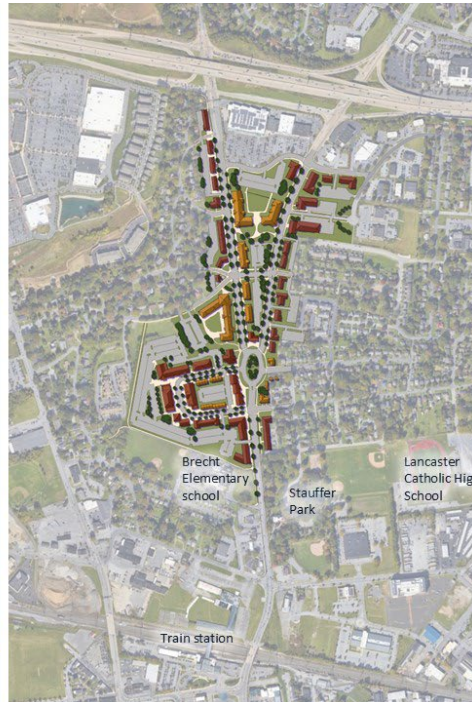 Brecht
Elementary
school
Stauffer
Park
Lancaster
Catholic Hig
School
Train station